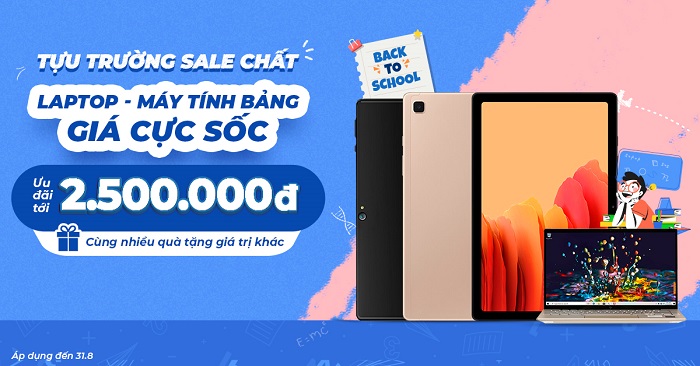 TỰU TRƯỜNG SALE CHẤT
LAPTOP - MÁY TÍNH BẢNG
GIÁ CỰC SỐC
Ưu đãi tới
2.500.000đ
Cùng nhiều quà tặng giá trị khác
BACK
TO
SCHOOL
E=mc²
Áp dụng đến 31.8